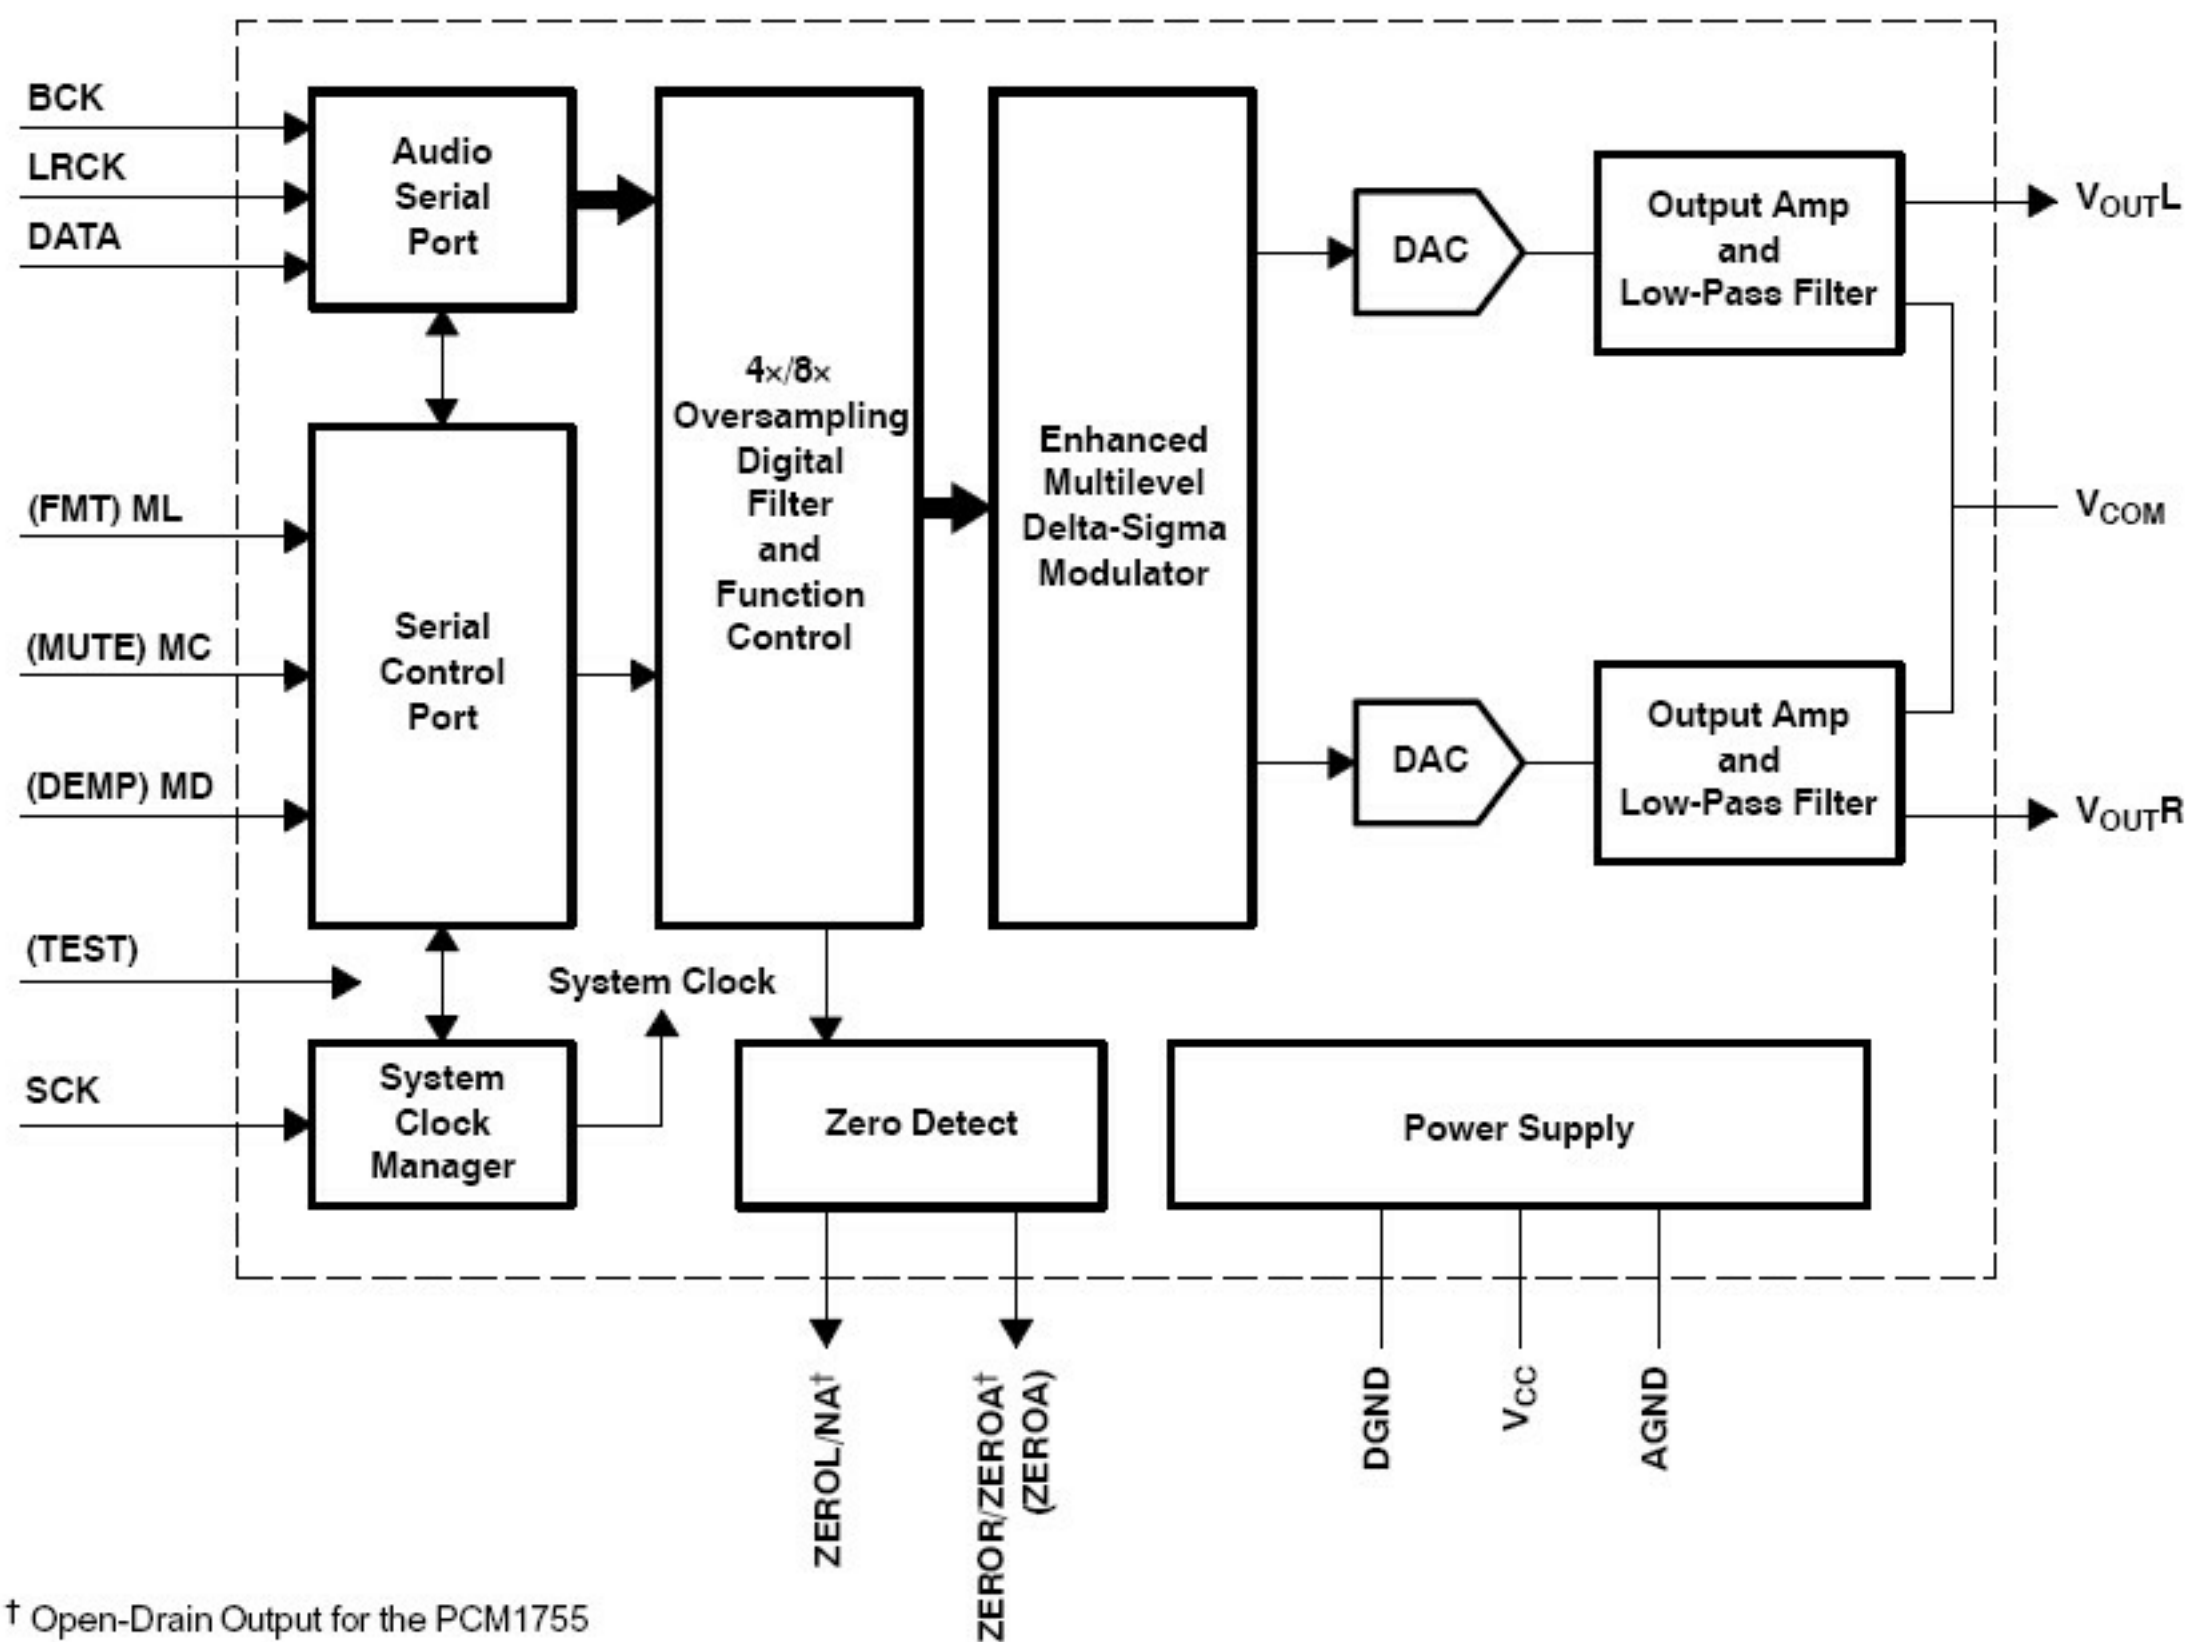 BCK
LRCK
DATA
Audio
Serial
Port
(FMT) ML
(MUTE) MC
(DEMP) MD
Serial
Control
Port
(TEST)
SCK
System
Clock
Manager
System Clock
4×/8×
Oversampling
Digital
Filter
and
Function
Control
Enhanced
Multilevel
Delta-Sigma
Modulator
DAC
Output Amp
and
Low-Pass Filter
VOUTL
VCOM
DAC
Output Amp
and
Low-Pass Filter
VOUTR
Zero Detect
Power Supply
ZEROL/NA†
ZEROR/ZEROA†
(ZEROA)
DGND
VCC
AGND
† Open-Drain Output for the PCM1755